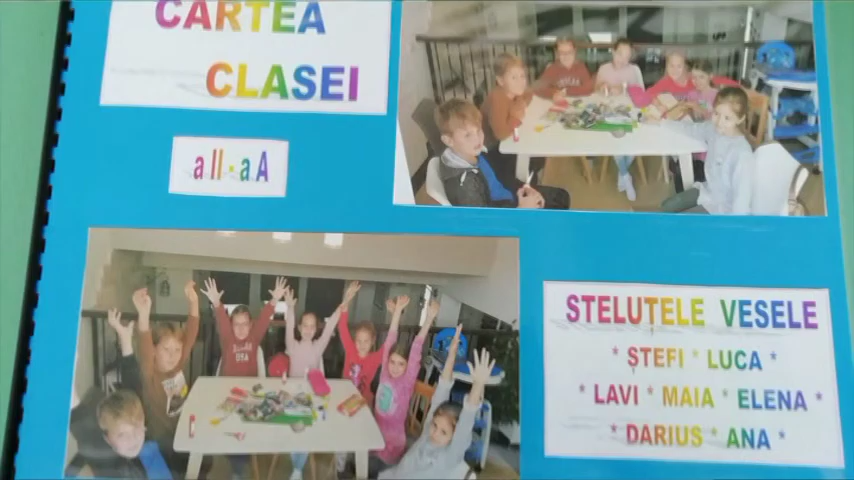 CARTEA
CLASEI
a II-a A
STELUTELE VESELE
* ȘTEFI * LUCA *
* LAVI * MAIA * ELENA *
* DARIUS * ANA *